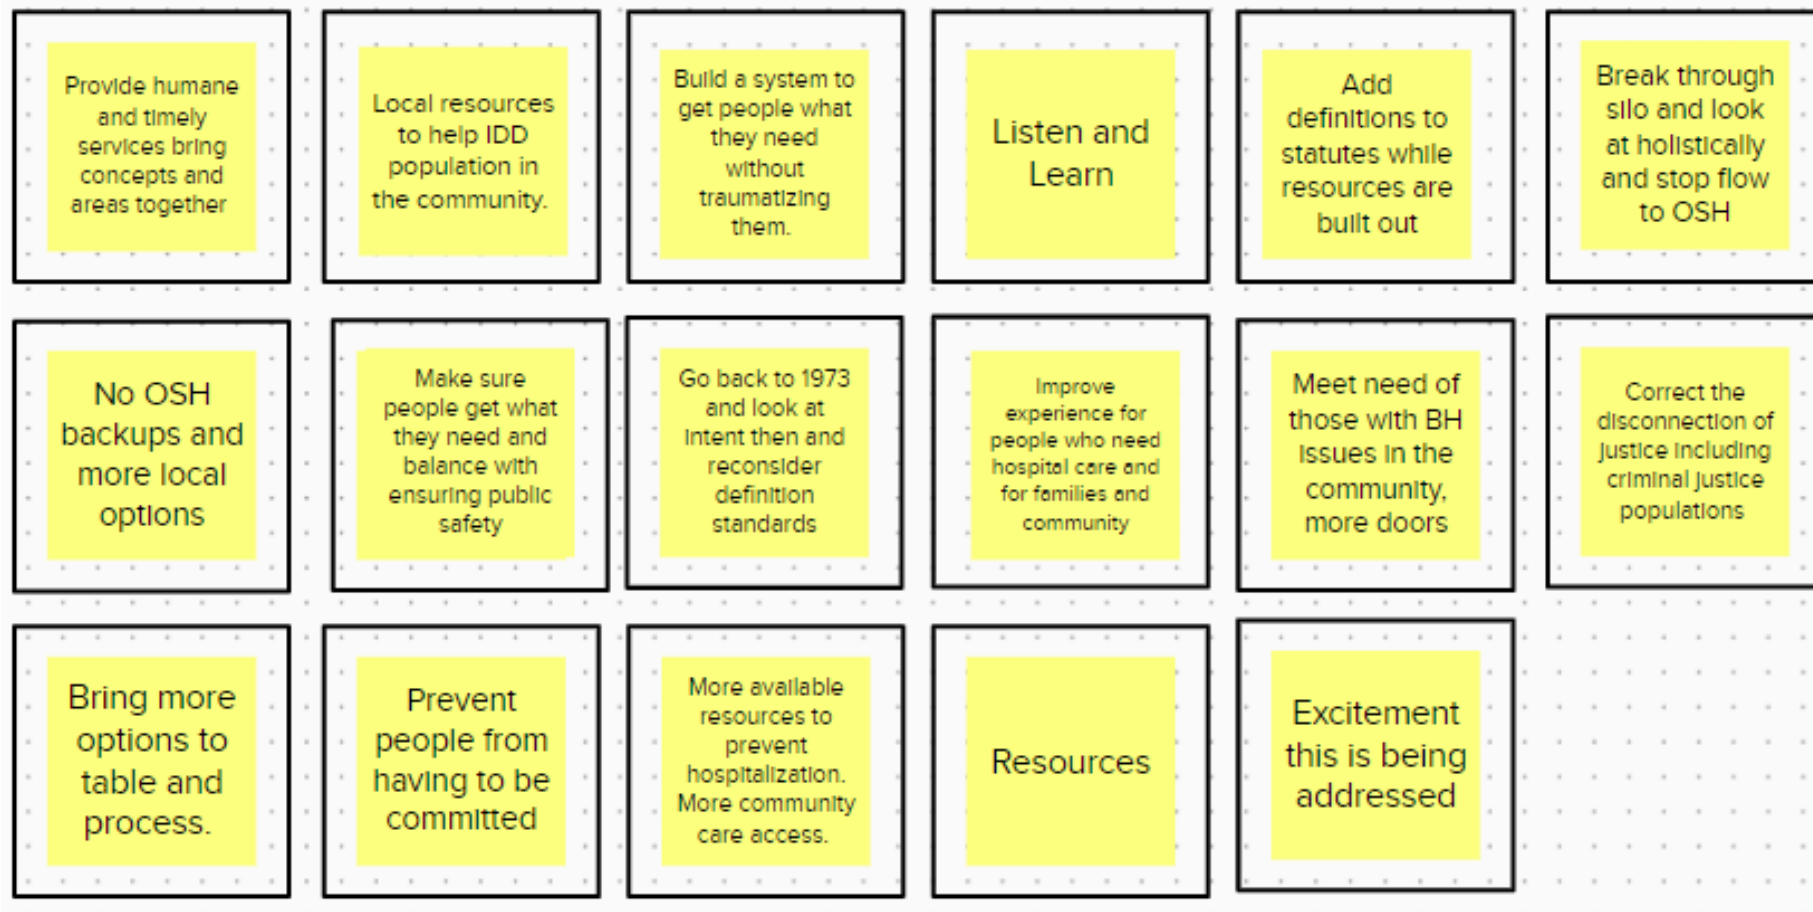 Provide humane
and timely
services bring
concepts and
areas together
Local resources
to help IDD
population in
the community.
Build a system to
get people what
they need
without
traumatizing
them.
Listen and
Learn
Add
definitions to
statutes while
resources are
built out
Break through
silo and look
at holistically
and stop flow
to OSH
No OSH
backups and
more local
options
Make sure
people get what
they need and
balance with
ensuring public
safety
Go back to 1973
and look at
intent then and
reconsider
definition
standards
Improve
experience for
people who need
hospital care and
for families and
community
Meet need of
those with BH
issues in the
community,
more doors
Correct the
disconnection of
justice including
criminal justice
populations
Bring more
options to
table and
process.
Prevent
people from
having to be
committed
More available
resources to
prevent
hospitalization.
More community
care access.
Resources
Excitement
this is being
addressed